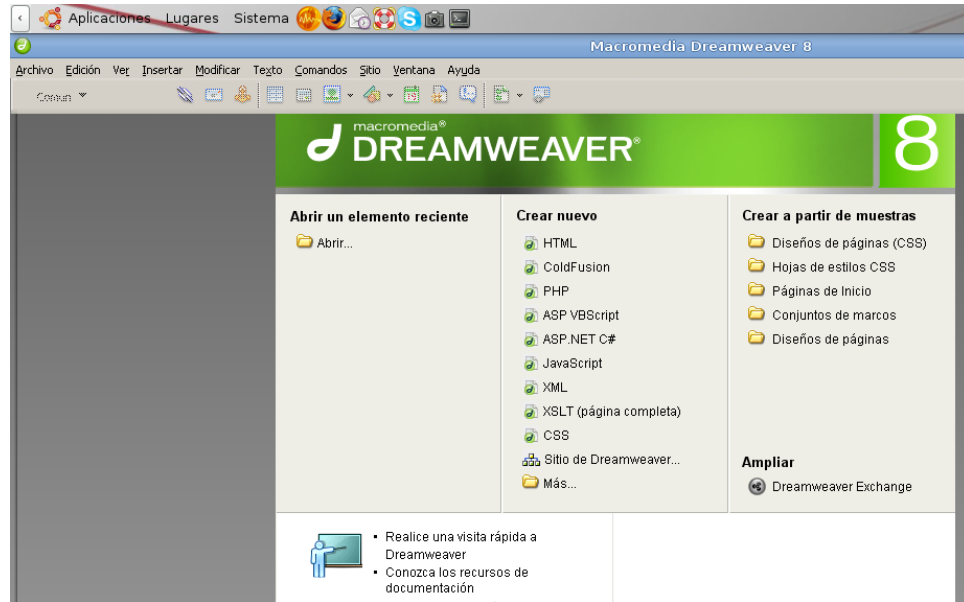 Aplicaciones Lugares Sistema
Macromedia Dreamweaver 8
Archivo Edición Ver Insertar Modificar Texto Comandos Sitio Ventana Ayuda
Común
macromedia®
DREAMWEAVER®
8
Abrir un elemento reciente
Abrir...
Crear nuevo
HTML
ColdFusion
PHP
ASP VBScript
ASP.NET C#
JavaScript
XML
XSLT (página completa)
CSS
Sitio de Dreamweaver...
Más...
Crear a partir de muestras
Diseños de páginas (CSS)
Hojas de estilos CSS
Páginas de Inicio
Conjuntos de marcos
Diseños de páginas
Ampliar
Dreamweaver Exchange
▪ Realice una visita rápida a
Dreamweaver
▪ Conozca los recursos de
documentación